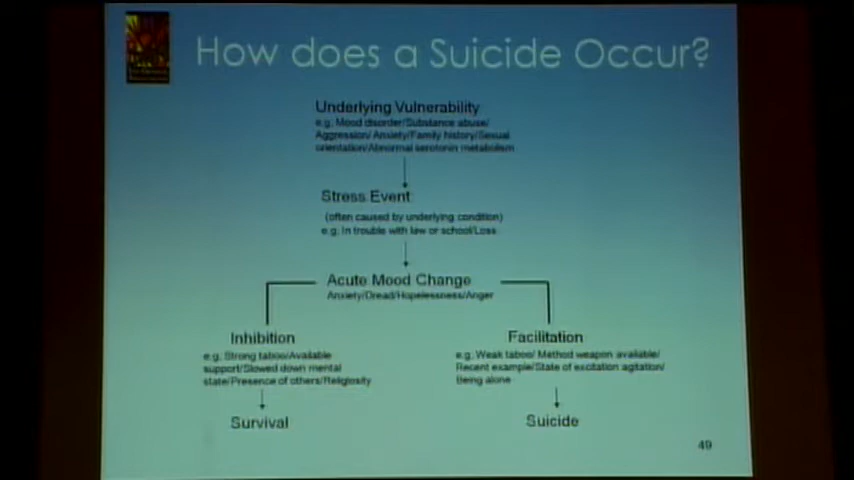 How does a Suicide Occur?
Underlying Vulnerability
e.g. Mood disorder/Substance abuse/
Aggression/ Anxiety/Family history/Sexual
orientation/Abnormal serotonin metabolism
Stress Event
(often caused by underlying condition)
e.g. In trouble with law or school/Loss
Acute Mood Change
Anxiety/Dread/Hopelessness/Anger
Inhibition
e.g. Strong taboo/Available
support/Slowed down mental
state/Presence of others/Religiosity
Survival
Facilitation
e.g. Weak taboo/ Method weapon available/
Recent example/State of excitation agitation/
Being alone
Suicide
49